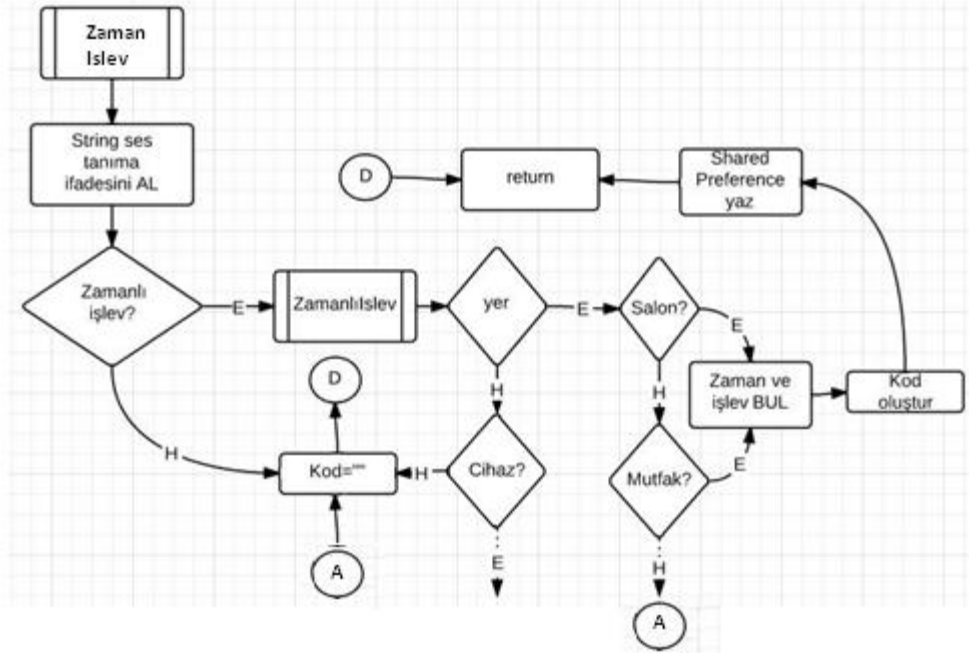 Zaman
Islev
String ses
tanıma
ifadesini AL
D
return
Shared
Preference
yaz
Zamanlı
işlev?
E
ZamanlıIslev
yer
E
Salon?
E
D
H
H
Zaman ve
işlev BUL
Kod
oluştur
H
Kod=""
H
Cihaz?
Mutfak?
E
E
H
A
A